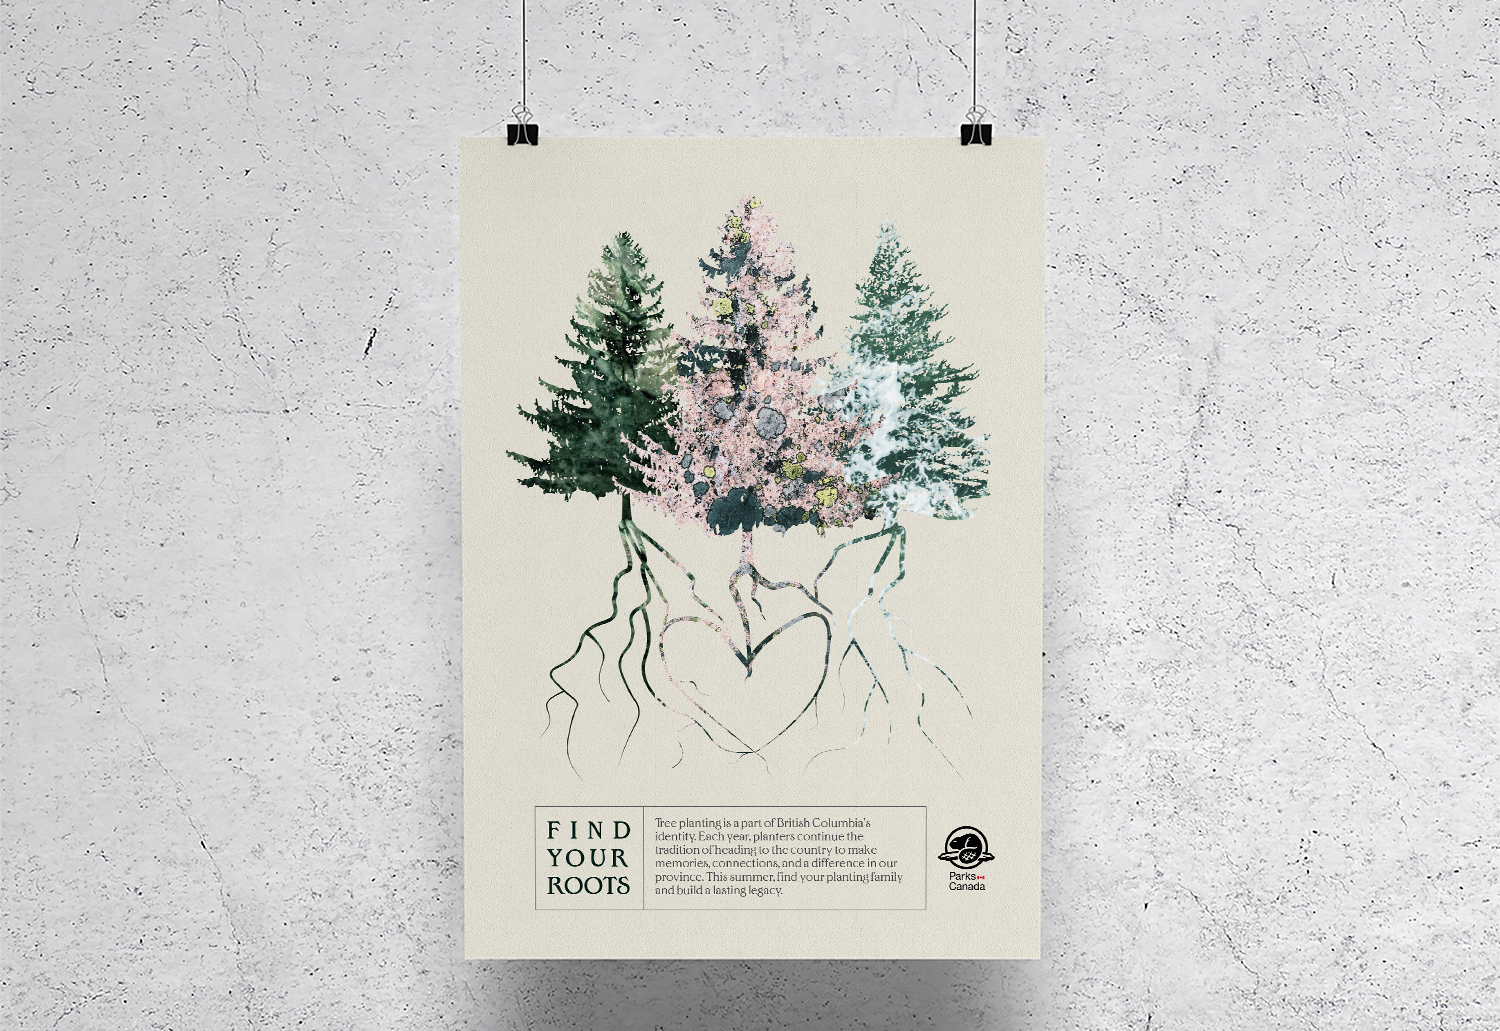 FIND
YOUR
ROOTS
Tree planting is a part of British Columbia's
identity. Each year, planters continue the
tradition of heading to the country to make
memories, connections, and a difference in our
province. This summer, find your planting family
and build a lasting legacy.
Parks
Canada